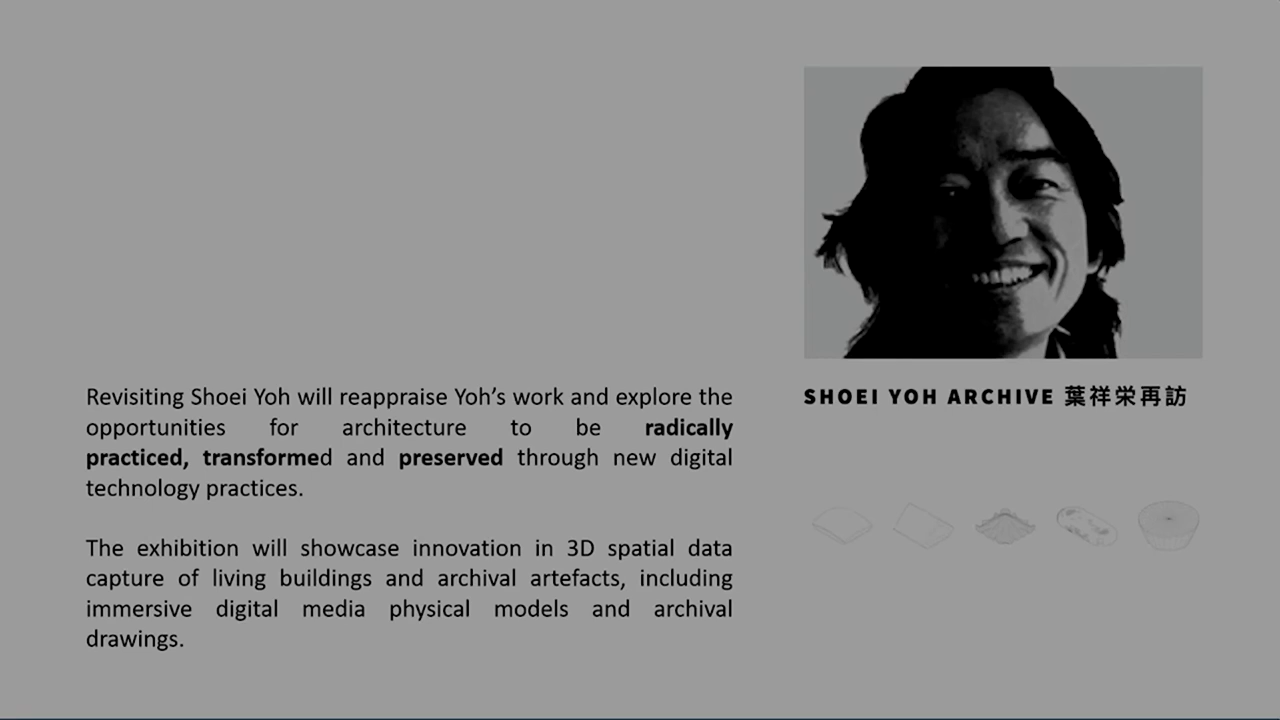 Revisiting Shoei Yoh will reappraise Yoh’s work and explore the
opportunities for architecture to be radically
practiced, transformed and preserved through new digital
technology practices.
The exhibition will showcase innovation in 3D spatial data
capture of living buildings and archival artefacts, including
immersive digital media physical models and archival
drawings.
SHOEI YOH ARCHIVE 葉祥栄再訪